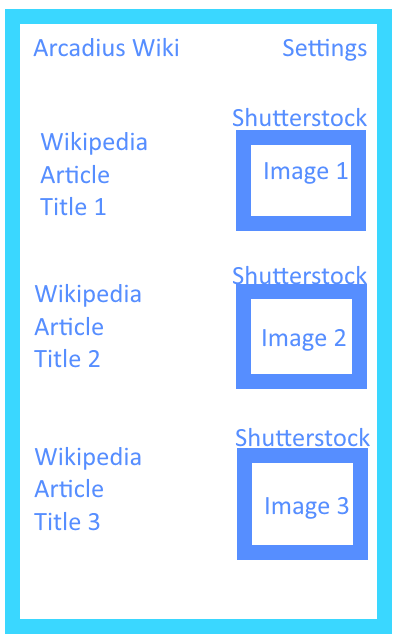 Arcadius Wiki Settings
Shutterstock
Wikipedia
Article
Title 1
Image 1
Shutterstock
Wikipedia
Article
Title 2
Image 2
Shutterstock
Wikipedia
Article
Title 3
Image 3